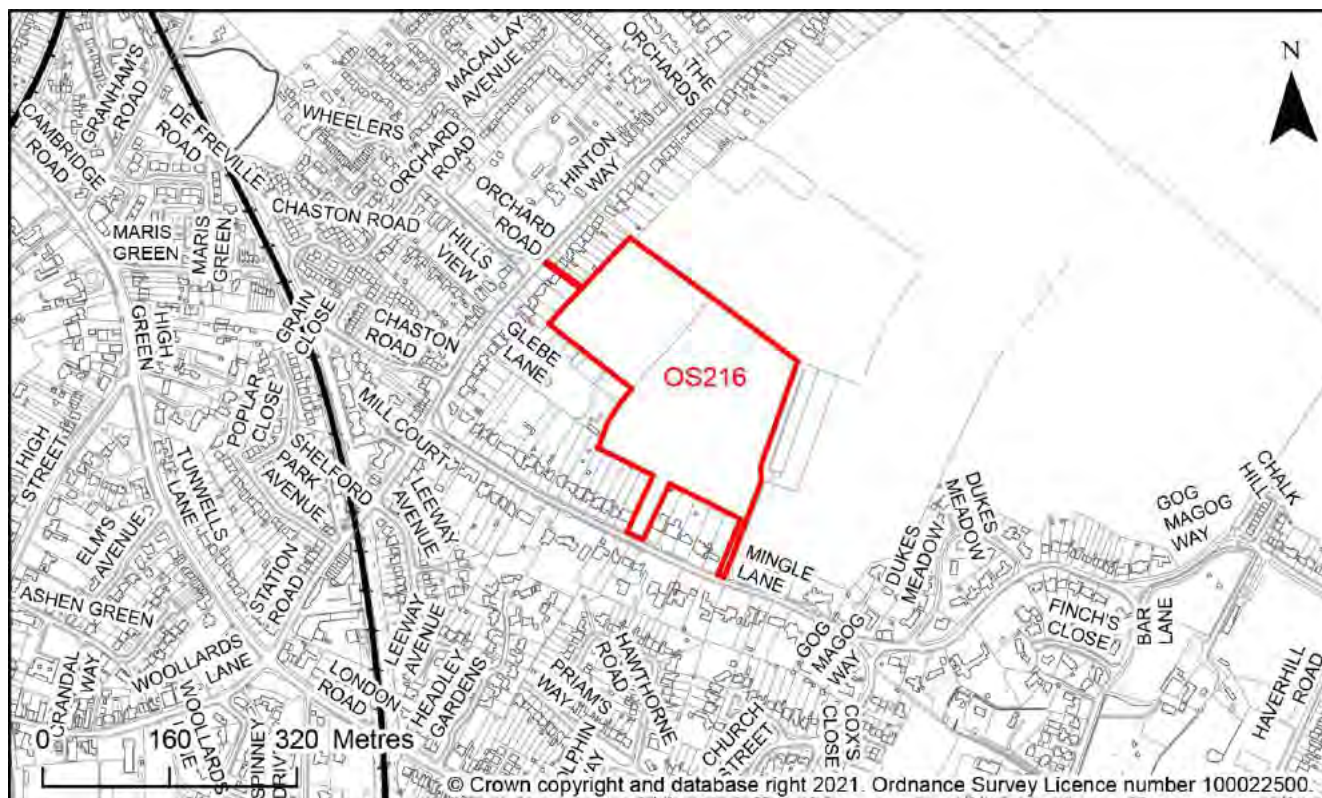 N
THE
ORCHARDS
MACAULAY
AVENUE
GRANHAM'S
ROAD
WHEELERS
DE FREVILLE
ROAD
CAMBRIDGE
ROAD
ORCHARD
ROAD
HINTON
WAY
ORCHARD
ROAD
CHASTON ROAD
MARIS
GREEN
MARIS
GREEN
HILLS
VIEW
GRAIN
CLOSE
HIGH
GREEN
CHASTON
ROAD
GLEBE
LANE
OS216
POPLAR
CLOSE
MILL COURT
HIGH
STREET
SHELFORD
PARK
AVENUE
TUNWELLS
LANE
LEEWAY
AVENUE
ELMS
AVENUE
STATION
ROAD
CHALK
HILL
GOG
MAGOG
WAY
DUKES
MEADOW
DUKES
MEADOW
MINGLE
LANE
ASHEN GREEN
LEEWAY
AVENUE
FINCH'S
CLOSE
BAR
LANE
GOG
MAGOG
WAY
HAWTHORNE
ROAD
PRIAM'S
WAY
HEADLEY
GARDENS
LONDON
ROAD
WOOLLARDS
LANE
GRANDAL
WAY
WOOLLARDS
SPINNEY
CHURCH
STREET
COX'S
CLOSE
HAVERHILL
ROAD
0 160 320 Metres
© Crown copyright and database right 2021. Ordnance Survey Licence number 100022500.